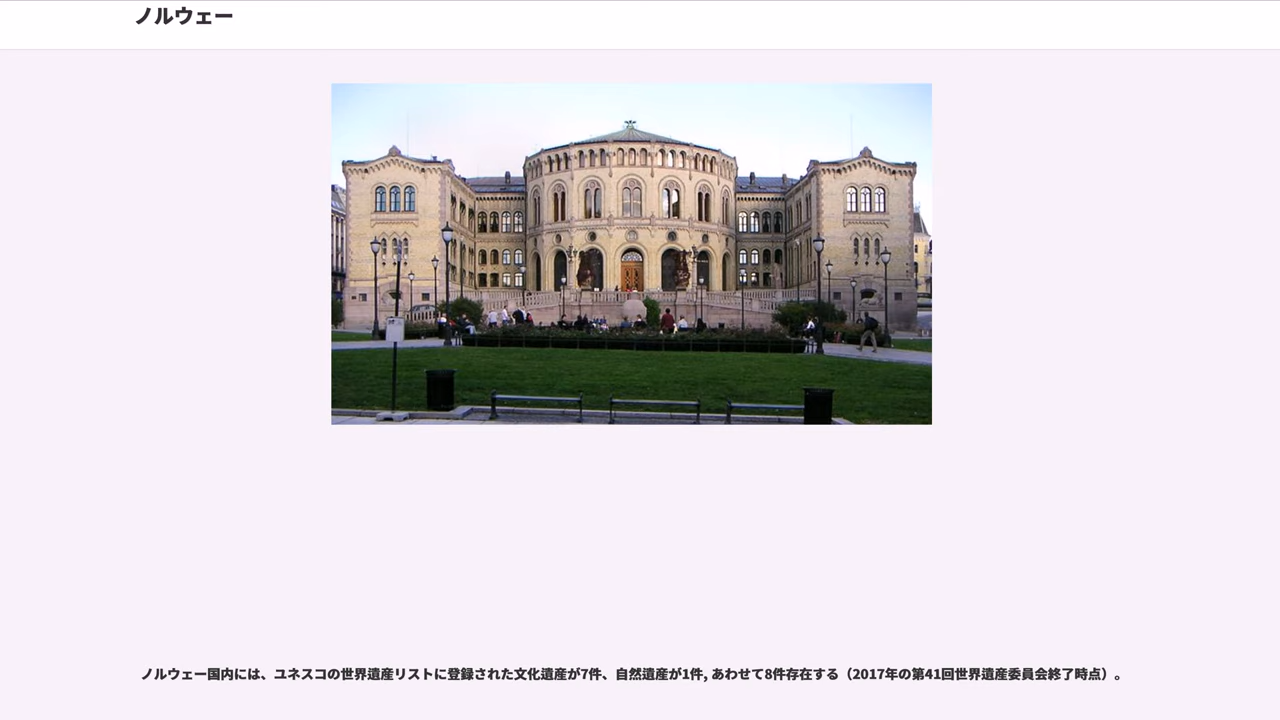 ノルウェー
ノルウェー国内には、ユネスコの世界遺産リストに登録された文化遺産が7件、自然遺産が1件, あわせて8件存在する（2017年の第41回世界遺産委員会終了時点）。